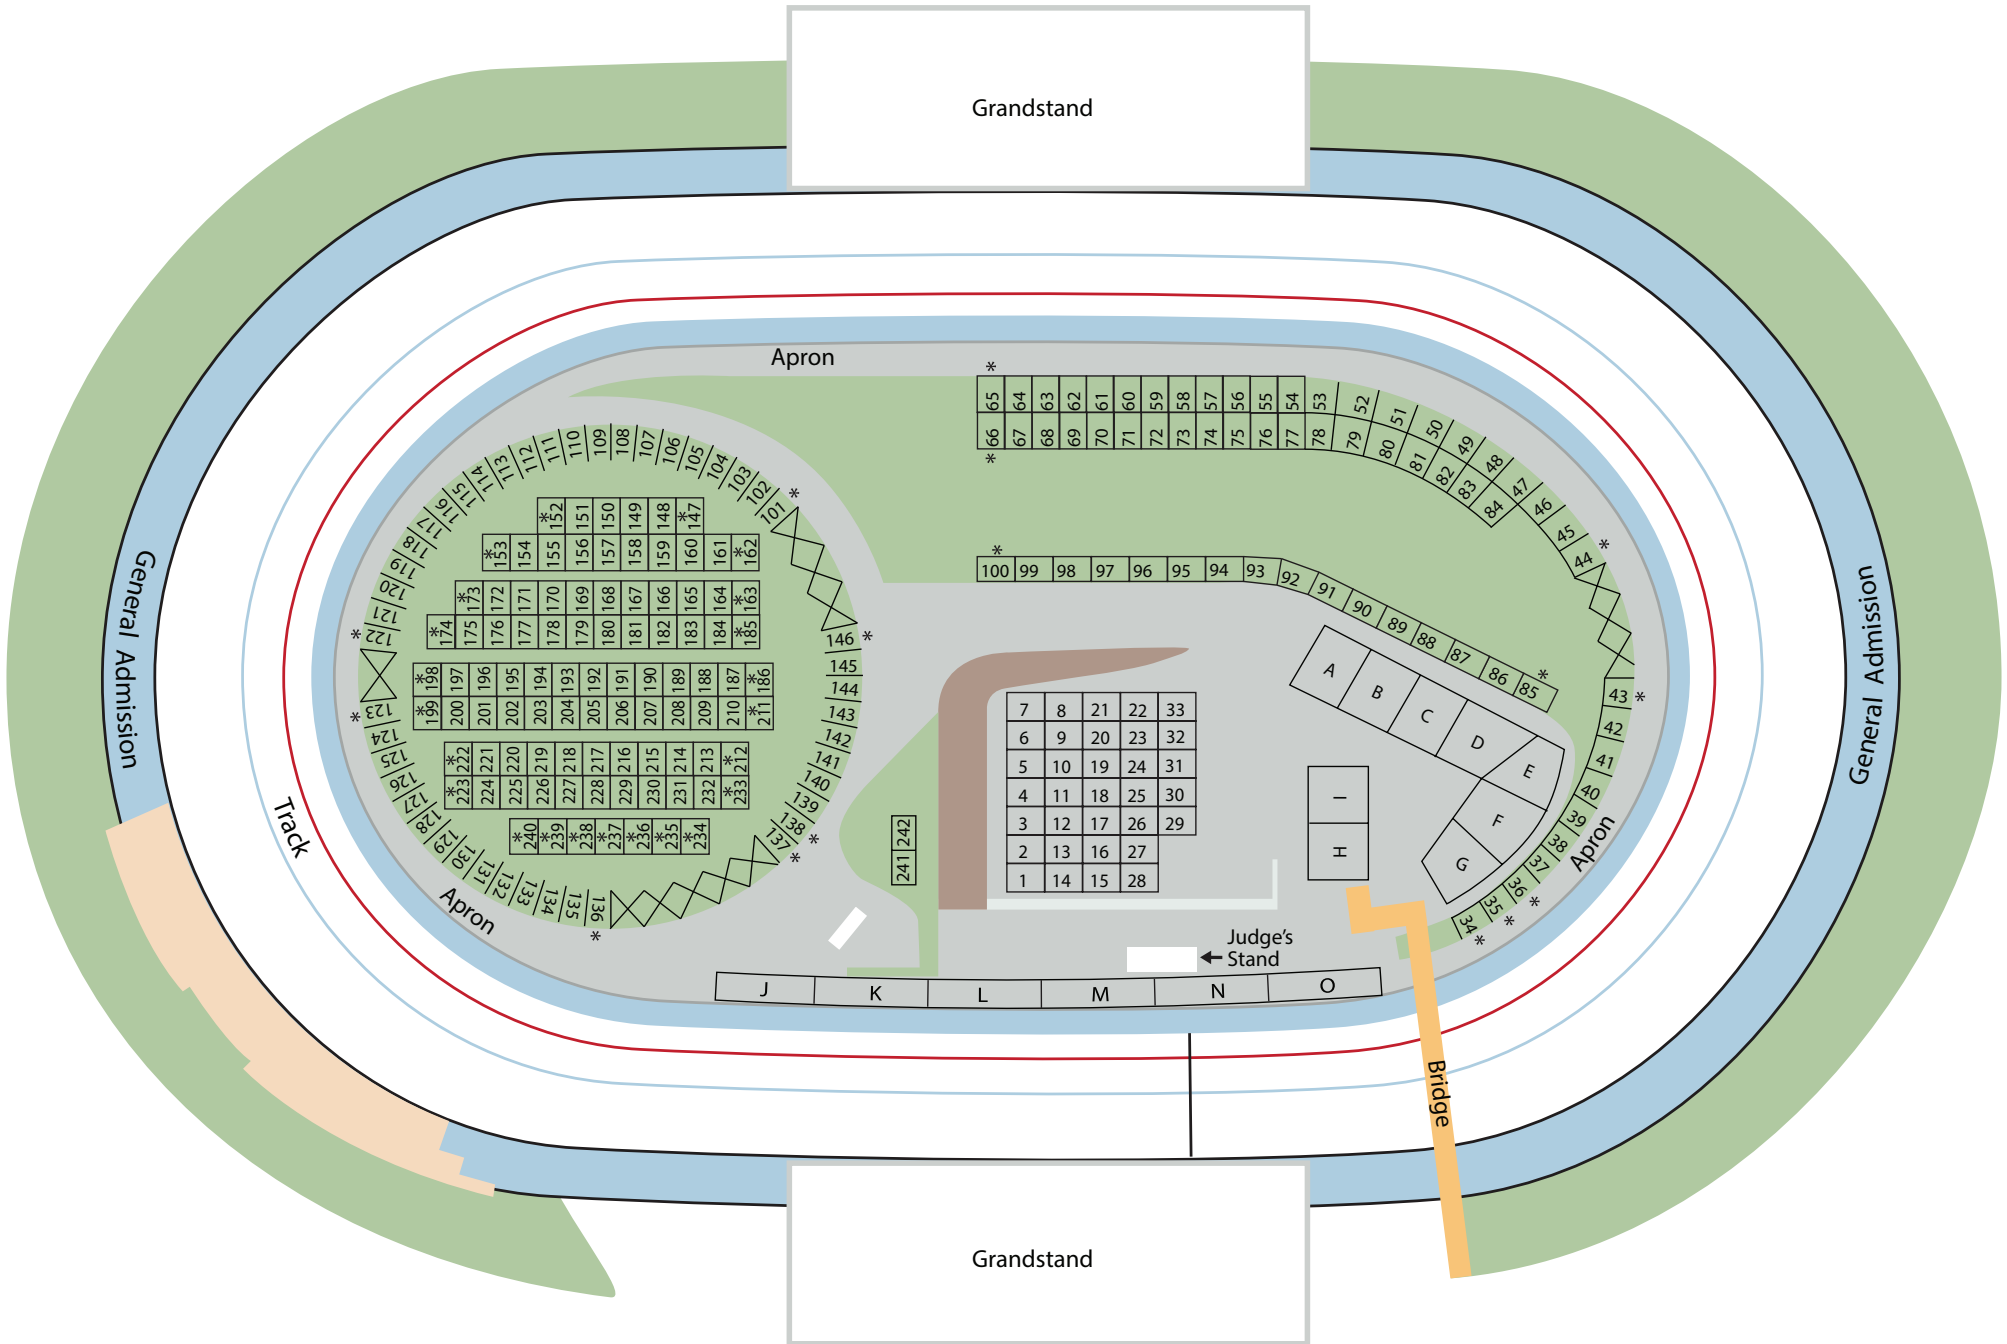 Grandstand
Apron
*
65 64 63 62 61 60 59 58 57 56 55 54 53 52 51 50 49 48 47 46 45 44 *
66 67 68 69 70 71 72 73 74 75 76 77 78 79 80 81 82 83 84
*
*
100 99 98 97 96 95 94 93 92 91 90 89 88 87 86 85 *
101 * 102 103 104 105 106 107 108 109 110 111 112 113 114 115 116 117 118 119 120 121 122 *
*152 151 150 149 148 *147
*153 154 155 156 157 158 159 160 161 *162
*173 172 171 170 169 168 167 166 165 164 *163
*174 175 176 177 178 179 180 181 182 183 184 *185
*198 197 196 195 194 193 192 191 190 189 188 187 *186
*199 200 201 202 203 204 205 206 207 208 209 210 *211
*222 221 220 219 218 217 216 215 214 213 *212
*223 224 225 226 227 228 229 230 231 232 *233
*240 *239 *238 *237 *236 *235 *234
123 * 124 125 126 127 128 129 130 131 132 133 134 135 136 *
146 * 145 144 143 142 141 140 139 138 * 137 *
242
241
7 8 21 22 33
6 9 20 23 32
5 10 19 24 31
4 11 18 25 30
3 12 17 26 29
2 13 16 27
1 14 15 28
A B C D E F G
I
H
43 * 42 41 40 39 38 37 36 * 35 * 34 *
Apron
Apron
General Admission
General Admission
Track
Judge's
Stand
J K L M N O
Bridge
Grandstand